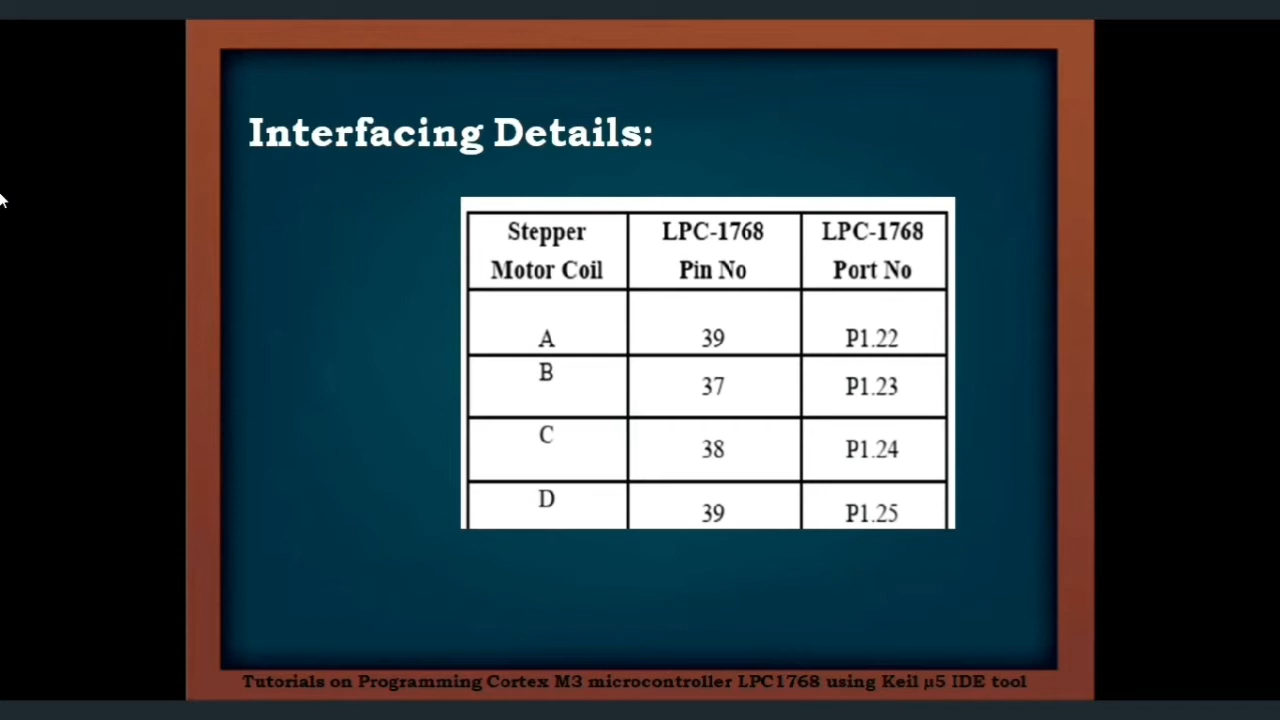 Interfacing Details:
Stepper Motor Coil LPC-1768 Pin No LPC-1768 Port No
A 39 P1.22
B 37 P1.23
C 38 P1.24
D 39 P1.25
Tutorials on Programming Cortex M3 microcontroller LPC1768 using Keil µ5 IDE tool